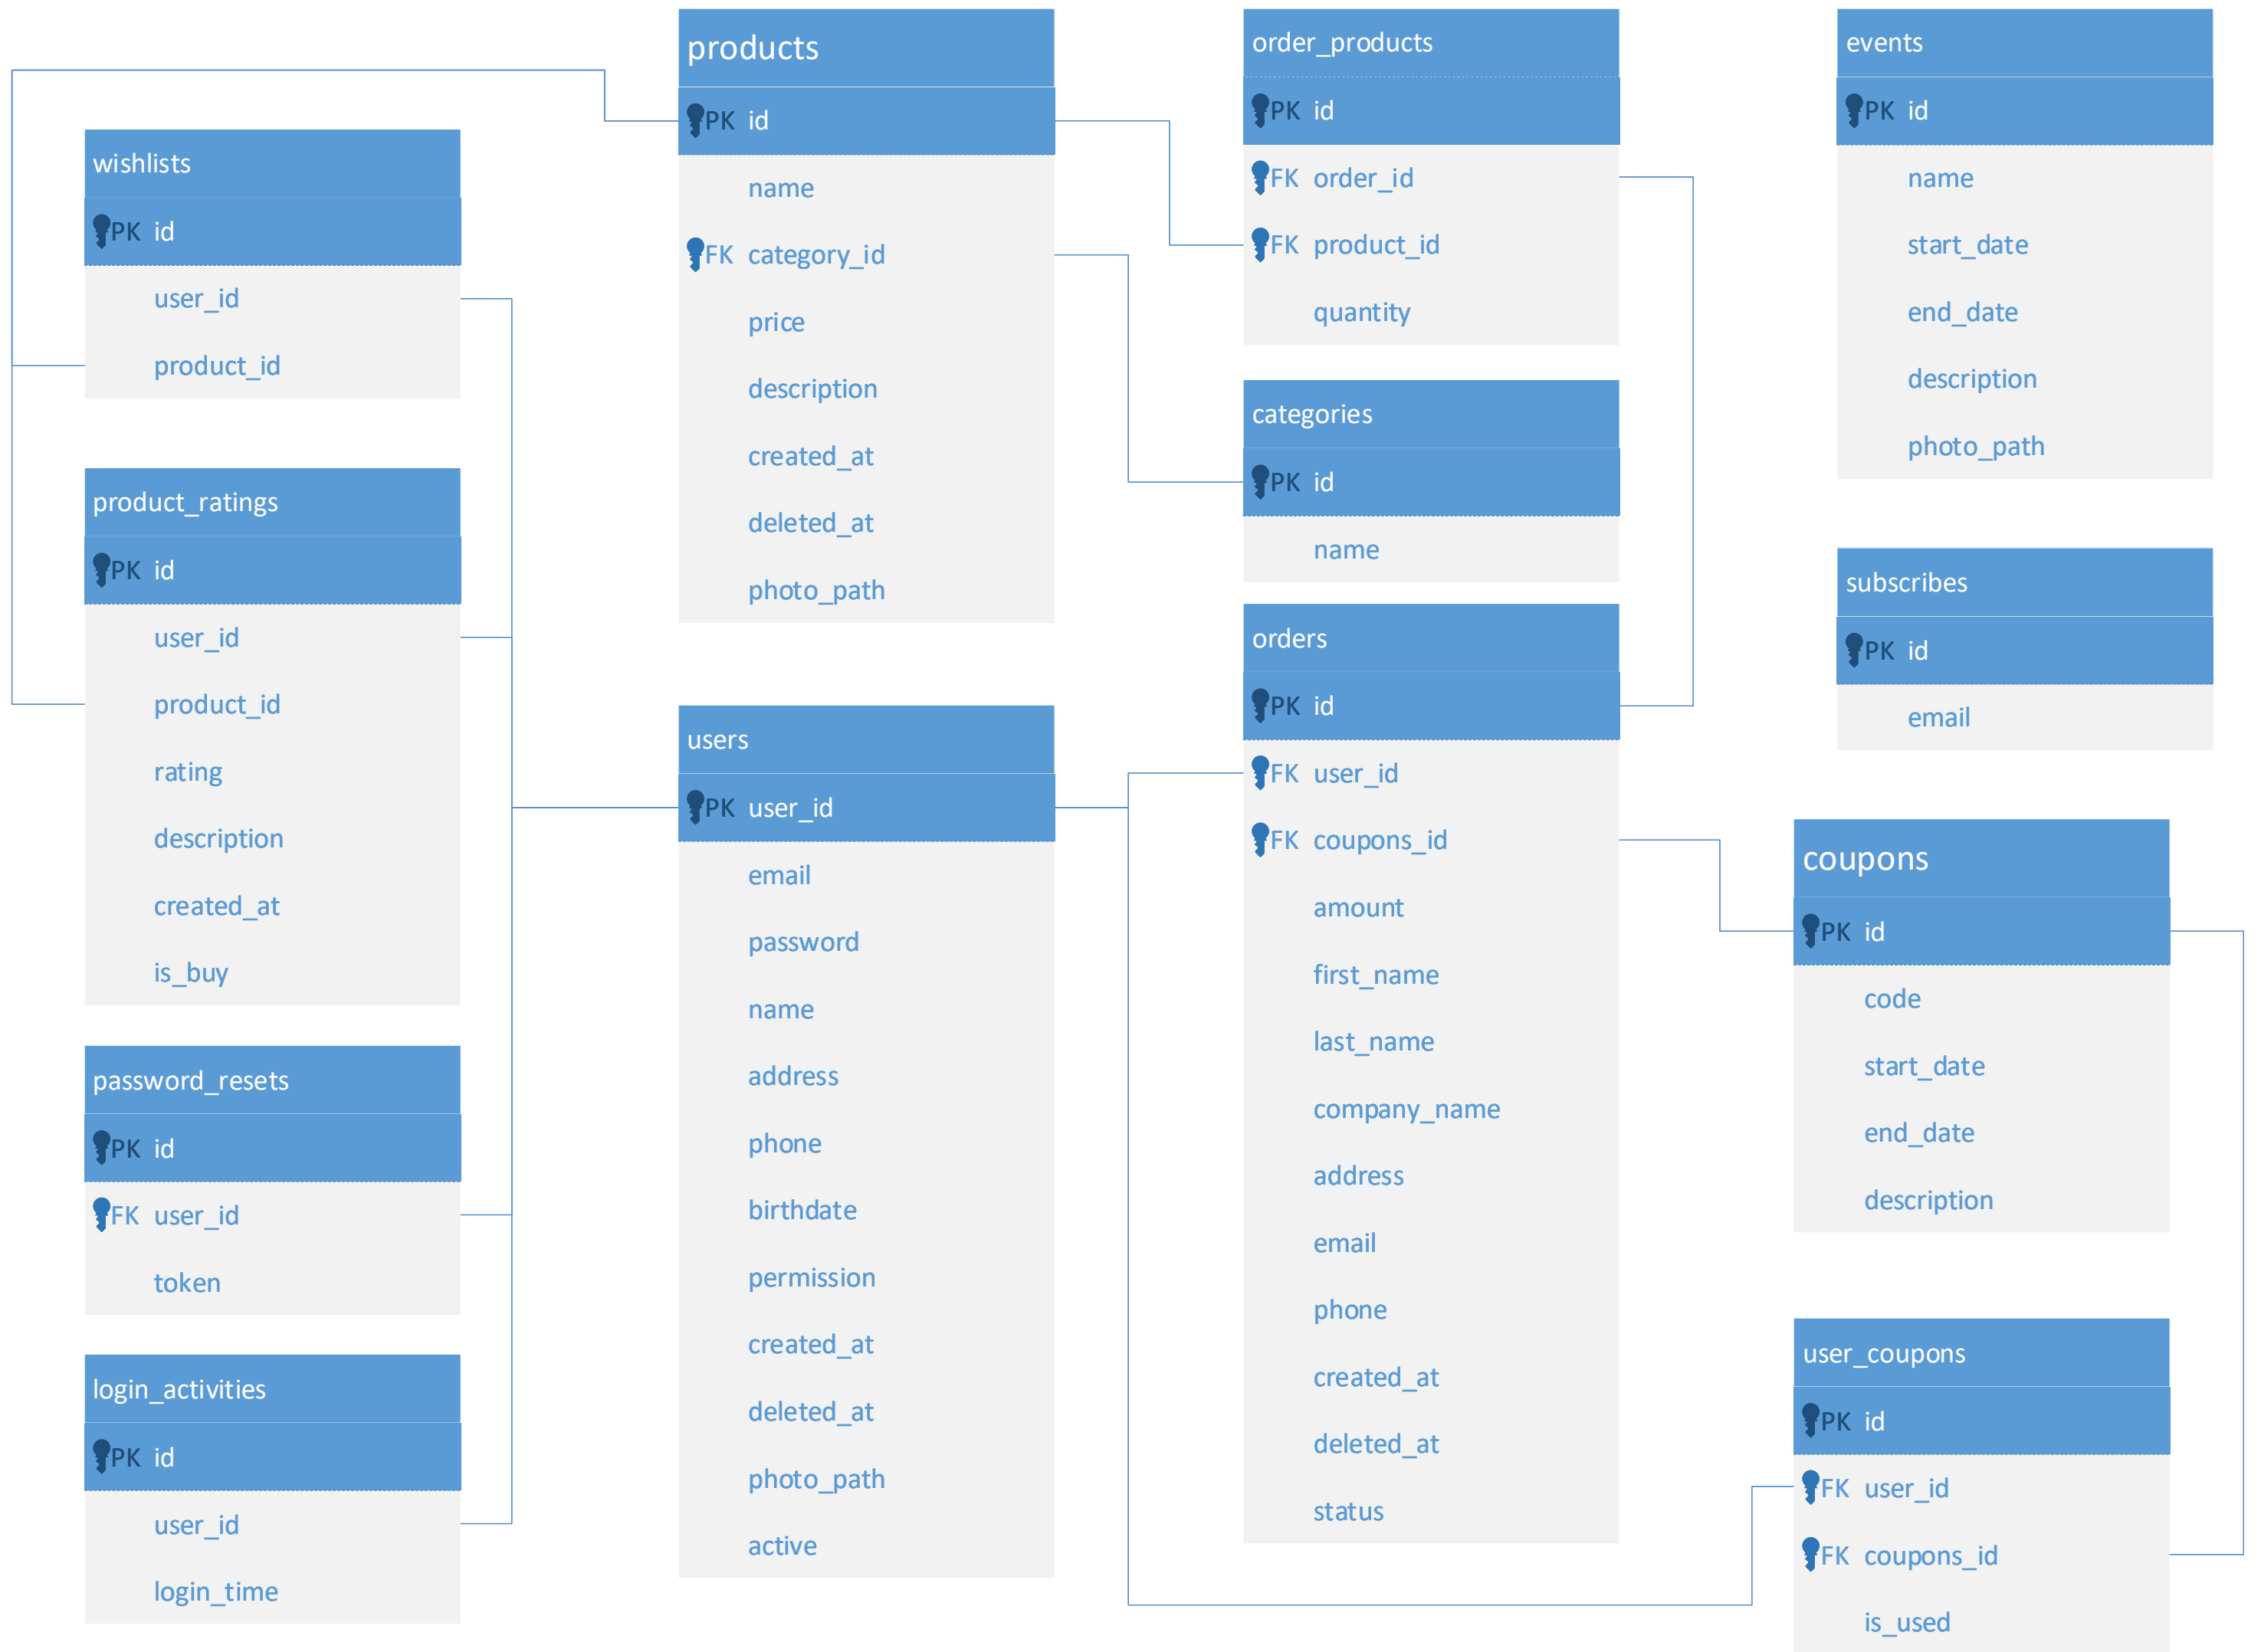 products
PK id
name
FK category_id
price
description
created_at
deleted_at
photo_path
order_products
PK id
FK order_id
FK product_id
quantity
events
PK id
name
start_date
end_date
description
photo_path
wishlists
PK id
user_id
product_id
categories
PK id
name
product_ratings
PK id
user_id
product_id
rating
description
created_at
is_buy
subscribes
PK id
email
orders
PK id
FK user_id
FK coupons_id
amount
first_name
last_name
company_name
address
email
phone
created_at
deleted_at
status
users
PK user_id
email
password
name
address
phone
birthdate
permission
created_at
deleted_at
photo_path
active
coupons
PK id
code
start_date
end_date
description
password_resets
PK id
FK user_id
token
login_activities
PK id
user_id
login_time
user_coupons
PK id
FK user_id
FK coupons_id
is_used